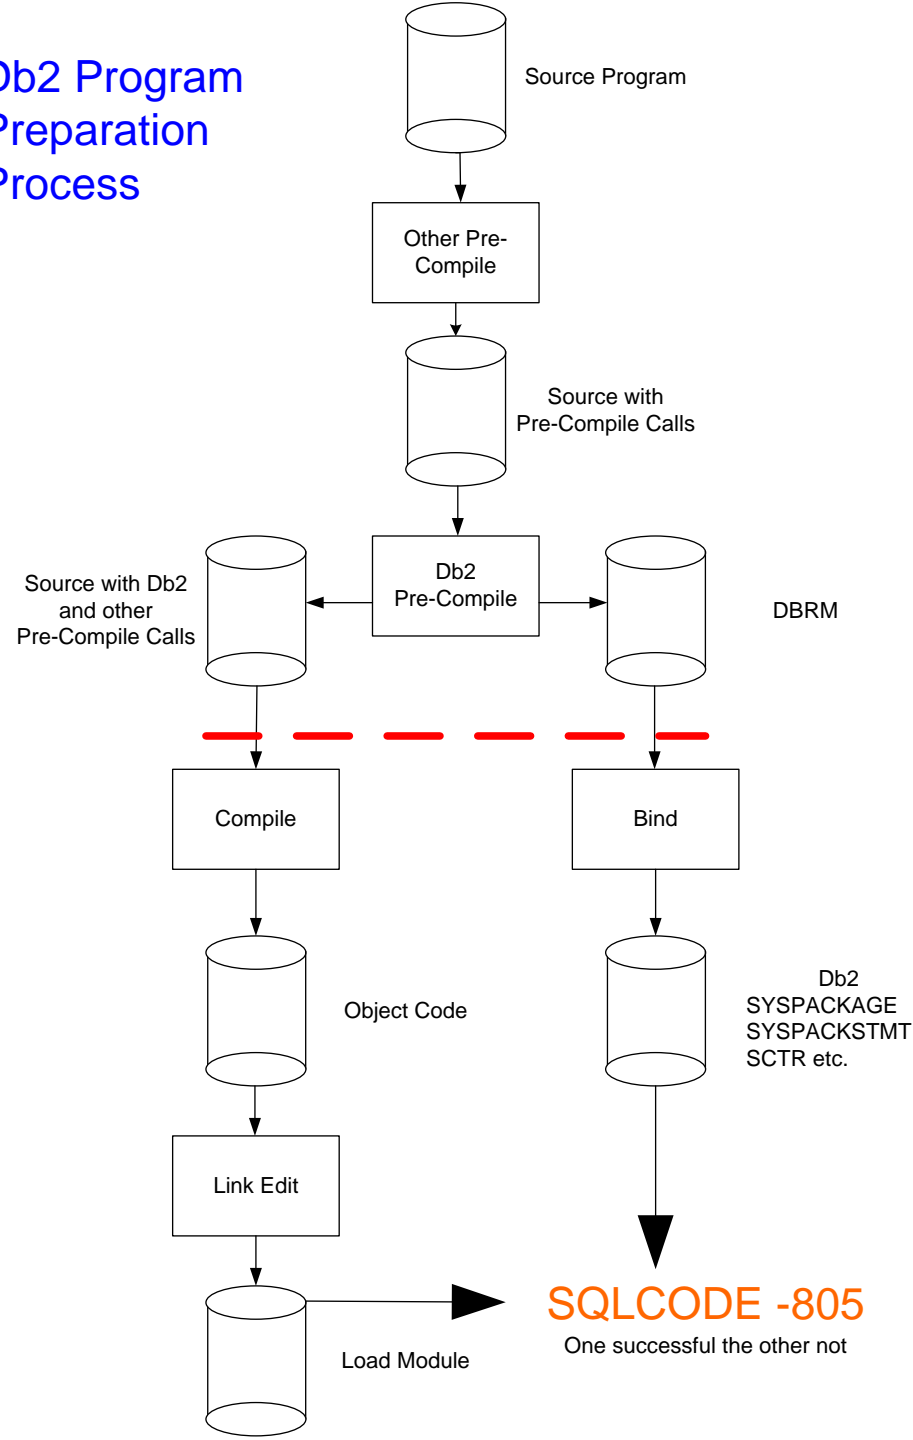 Db2 Program
Preparation
Process
Source Program
Other Pre-
Compile
Source with
Pre-Compile Calls
Db2
Pre-Compile
Source with Db2
and other
Pre-Compile Calls
DBRM
Compile
Bind
Object Code
Db2
SYSPACKAGE
SYSPACKSTMT
SCTR etc.
Link Edit
SQLCODE -805
One successful the other not
Load Module